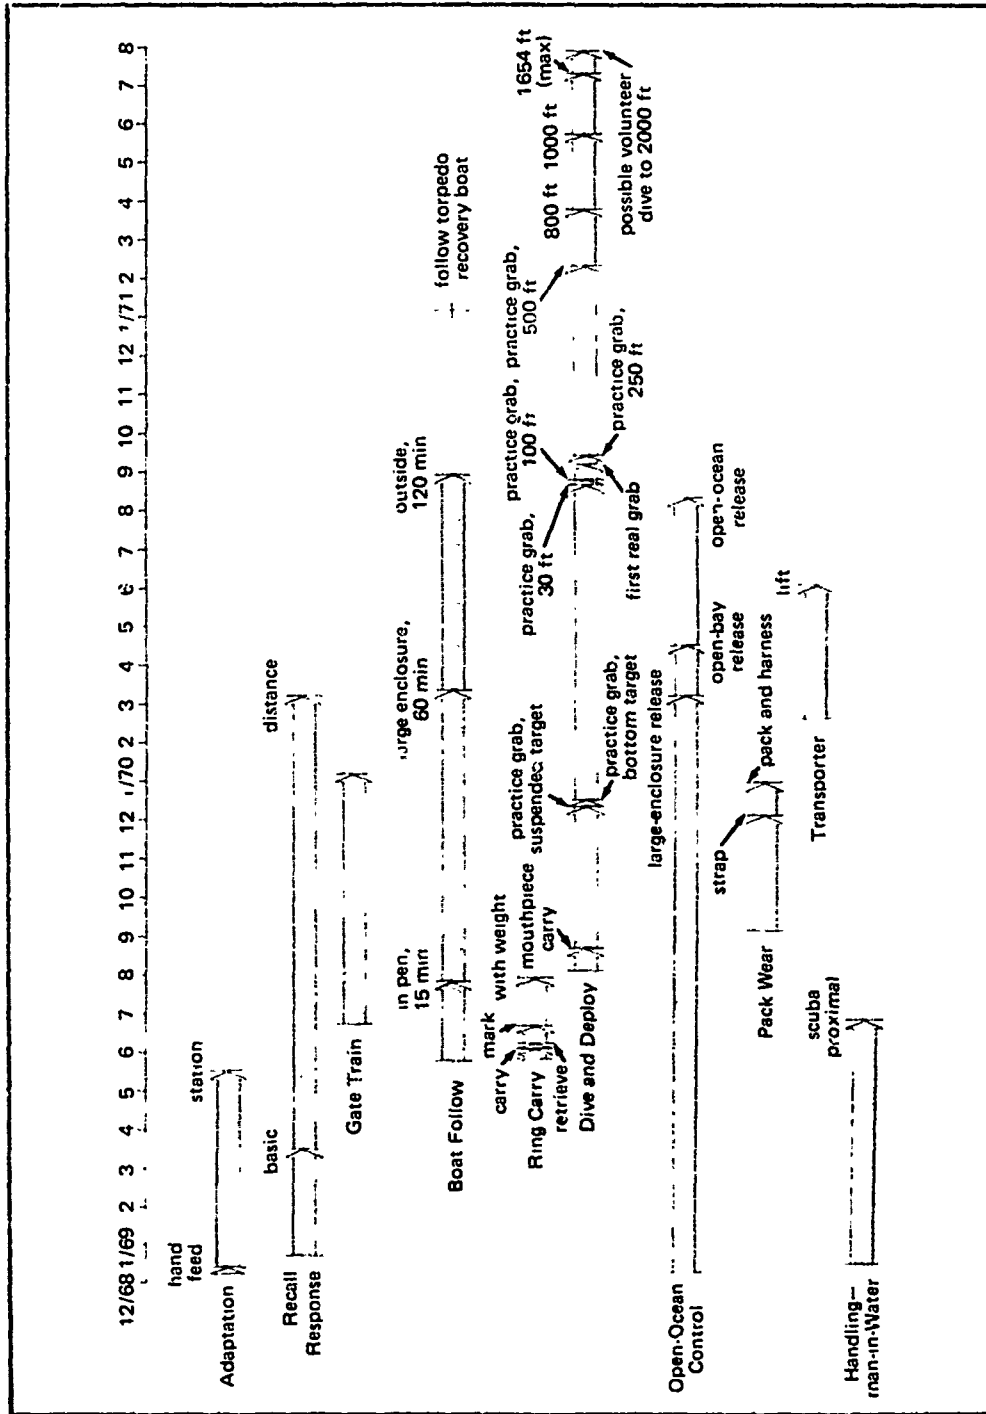 12/68 1/69 2 3 4 5 6 7 8 9 10 11 12 1/70 2 3 4 5 6 7 8 9 10 11 12 1/71 2 3 4 5 6 7 8
hand
feed
station
Adaptation
basic
distance
Recall
Response
Gate Train
in pen,
15 min
large enclosure,
60 min
outside,
120 min
follow torpedo
recovery boat
Boat Follow
carry
mark
with weight
Ring Carry
retrieve
mouthpiece
carry
practice grab,
suspended target
practice grab,
bottom target
practice grab,
30 ft
practice grab,
100 ft
first real grab
practice grab,
250 ft
practice grab,
500 ft
800 ft
1000 ft
1654 ft
(max)
possible volunteer
dive to 2000 ft
Dive and Deploy
large-enclosure release
open-bay
release
open-ocean
release
Open-Ocean
Control
strap
pack and harness
Pack Wear
lift
Transporter
scuba
proximal
Handling—
man-in-Water